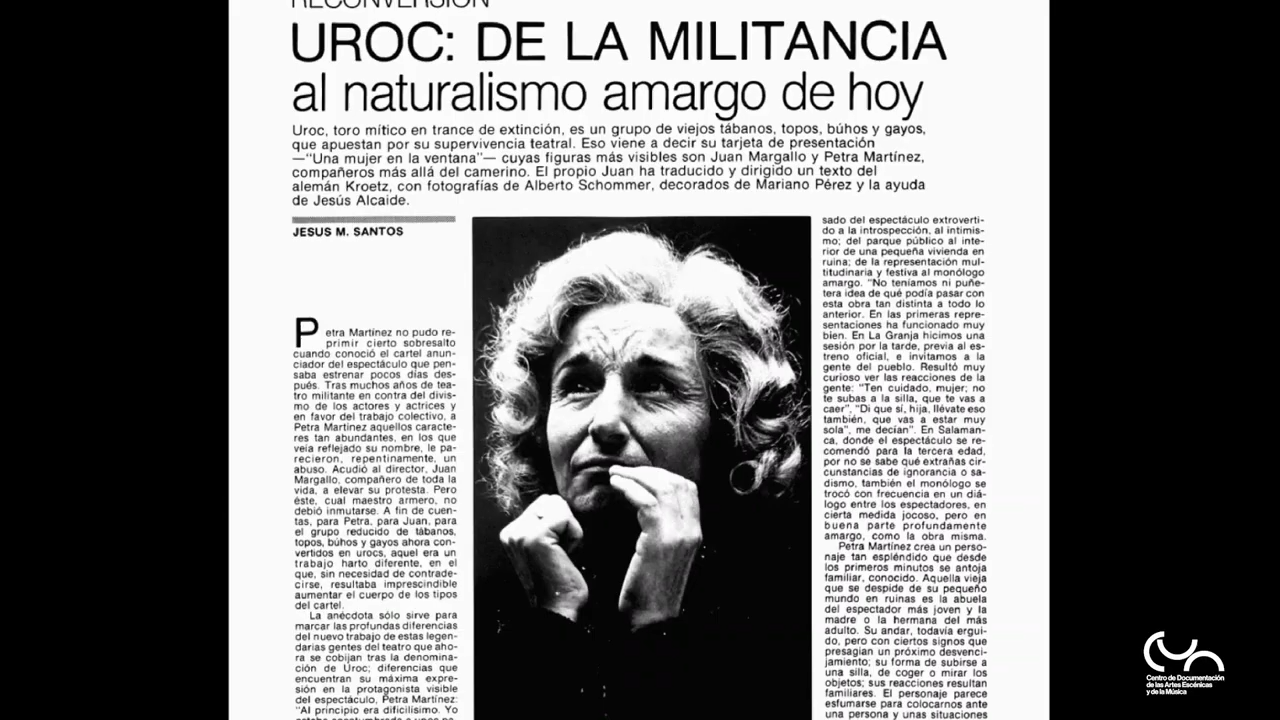 RECONVERSION
UROC: DE LA MILITANCIA
al naturalismo amargo de hoy
Uroc, toro mítico en trance de extinción, es un grupo de viejos tábanos, topos, búhos y gayos,
que apuestan por su supervivencia teatral. Eso viene a decir su tarjeta de presentación
—"Una mujer en la ventana"— cuyas figuras más visibles son Juan Margallo y Petra Martínez,
compañeros más allá del camerino. El propio Juan ha traducido y dirigido un texto del
alemán Kroetz, con fotografías de Alberto Schommer, decorados de Mariano Pérez y la ayuda
de Jesús Alcaide.
JESUS M. SANTOS
Petra Martínez no pudo re-
primir cierto sobresalto
cuando conoció el cartel anun-
ciador del espectáculo que pen-
saba estrenar pocos días des-
pués. Tras muchos años de tea-
tro militante en contra del divis-
mo de los actores y actrices y
en favor del trabajo colectivo, a
Petra Martínez aquellos caracte-
res tan abundantes, en los que
veía reflejado su nombre, le pa-
recieron, repentinamente, un
abuso. Acudió al director, Juan
Margallo, compañero de toda la
vida, a elevar su protesta. Pero
éste, cual maestro armero, no
debió inmutarse. A fin de cuen-
tas, para Petra, para Juan, para
el grupo reducido de tábanos,
topos, búhos y gayos ahora con-
vertidos en urocs, aquel era un
trabajo harto diferente, en el
que, sin necesidad de contrade-
cirse, resultaba imprescindible
aumentar el cuerpo de los tipos
del cartel.
La anécdota sólo sirve para
marcar las profundas diferencias
del nuevo trabajo de estas legen-
darias gentes del teatro que aho-
ra se cobijan tras la denomina-
ción de Uroc; diferencias que
encuentran su máxima expre-
sión en la protagonista visible
del espectáculo, Petra Martínez:
"Al principio era dificilísimo. Yo
estaba acostumbrada a unos pa-
sado del espectáculo extroverti-
do a la introspección, al intimis-
mo; del parque público al inte-
rior de una pequeña vivienda en
ruina; de la representación mul-
titudinaria y festiva al monólogo
amargo. "No teníamos ni puñe-
tera idea de qué podía pasar con
esta obra tan distinta a todo lo
anterior. En las primeras repre-
sentaciones ha funcionado muy
bien. En La Granja hicimos una
sesión por la tarde, previa al es-
treno oficial, e invitamos a la
gente del pueblo. Resultó muy
curioso ver las reacciones de la
gente: "Ten cuidado, mujer; no
te subas a la silla, que te vas a
caer", "Di que sí, hija, llévate eso
también, que vas a estar muy
sola", me decían". En Salaman-
ca, donde el espectáculo se re-
comendó para la tercera edad,
por no se sabe qué extrañas cir-
cunstancias de ignorancia o sa-
dismo, también el monólogo se
trocó con frecuencia en un diá-
logo entre los espectadores, en
cierta medida jocoso, pero en
buena parte profundamente
amargo, como la obra misma.
Petra Martínez crea un perso-
naje tan espléndido que desde
los primeros minutos se antoja
familiar, conocido. Aquella vieja
que se despide de su pequeño
mundo en ruinas es la abuela
del espectador más joven y la
madre o la hermana del más
adulto. Su andar, todavía ergui-
do, pero con ciertos signos que
presagian un próximo desvenci-
jamiento; su forma de subirse a
una silla, de coger o mirar los
objetos; sus reacciones resultan
familiares. El personaje parece
esfumarse para colocarnos ante
una persona y unas situaciones
Centro de Documentación
de las Artes Escénicas
y de la Música